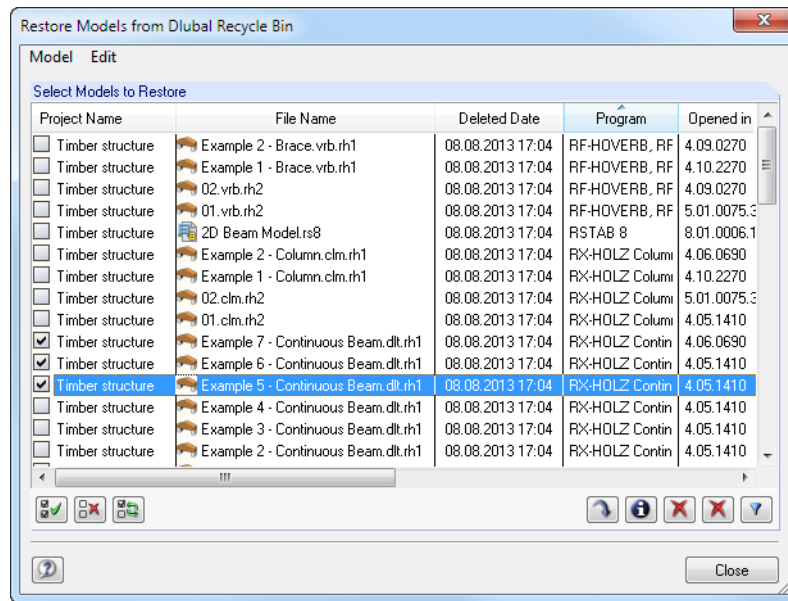 Restore Models from Dlubal Recycle Bin
Model Edit
Select Models to Restore
Project Name File Name Deleted Date Program Opened in
Timber structure Example 2 - Brace.vrb.rh1 08.08.2013 17:04 RF-HOVERB, RF 4.09.0270
Timber structure Example 1 - Brace.vrb.rh1 08.08.2013 17:04 RF-HOVERB, RF 4.10.2270
Timber structure 02.vrb.rh2 08.08.2013 17:04 RF-HOVERB, RF 4.09.0270
Timber structure 01.vrb.rh2 08.08.2013 17:04 RF-HOVERB, RF 5.01.0075.3
Timber structure 2D Beam Model.rs8 08.08.2013 17:04 RSTAB 8 8.01.0006.1
Timber structure Example 2 - Column.clm.rh1 08.08.2013 17:04 RX-HOLZ Colum 4.06.0690
Timber structure Example 1 - Column.clm.rh1 08.08.2013 17:04 RX-HOLZ Colum 4.10.2270
Timber structure 02.clm.rh2 08.08.2013 17:04 RX-HOLZ Colum 5.01.0075.3
Timber structure 01.clm.rh2 08.08.2013 17:04 RX-HOLZ Colum 4.05.1410
Timber structure Example 7 - Continuous Beam.dlt.rh1 08.08.2013 17:04 RX-HOLZ Contin 4.06.0690
Timber structure Example 6 - Continuous Beam.dlt.rh1 08.08.2013 17:04 RX-HOLZ Contin 4.05.1410
Timber structure Example 5 - Continuous Beam.dlt.rh1 08.08.2013 17:04 RX-HOLZ Contin 4.05.1410
Timber structure Example 4 - Continuous Beam.dlt.rh1 08.08.2013 17:04 RX-HOLZ Contin 4.05.1410
Timber structure Example 3 - Continuous Beam.dlt.rh1 08.08.2013 17:04 RX-HOLZ Contin 4.05.1410
Timber structure Example 2 - Continuous Beam.dlt.rh1 08.08.2013 17:04 RX-HOLZ Contin 4.05.1410
Close